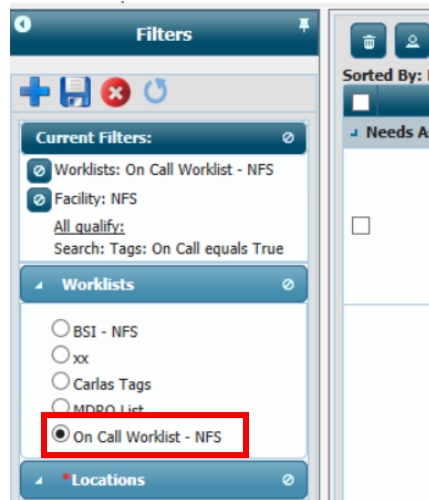 Filters
Sorted By:
Current Filters:
Worklists: On Call Worklist - NFS
Facility: NFS
All qualify:
Search: Tags: On Call equals True
Needs
Worklists
BSI - NFS
xx
Carlas Tags
MDRO List
On Call Worklist - NFS
*Locations